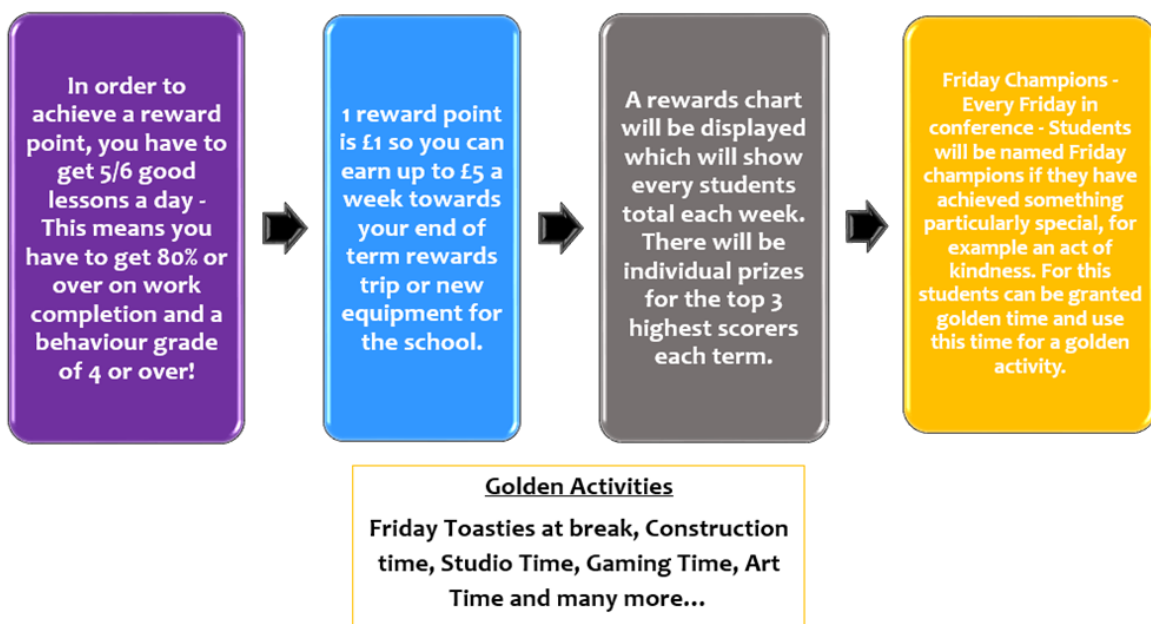 In order to
achieve a reward
point, you have to
get 5/6 good
lessons a day -
This means you
have to get 80% or
over on work
completion and a
behaviour grade
of 4 or over!
1 reward point
is £1 so you can
earn up to £5 a
week towards
your end of
term rewards
trip or new
equipment for
the school.
A rewards chart
will be displayed
which will show
every students
total each week.
There will be
individual prizes
for the top 3
highest scorers
each term.
Friday Champions -
Every Friday in
conference - Students
will be named Friday
champions if they have
achieved something
particularly special, for
example an act of
kindness. For this
students can be granted
golden time and use
this time for a golden
activity.
Golden Activities
Friday Toasties at break, Construction
time, Studio Time, Gaming Time, Art
Time and many more...